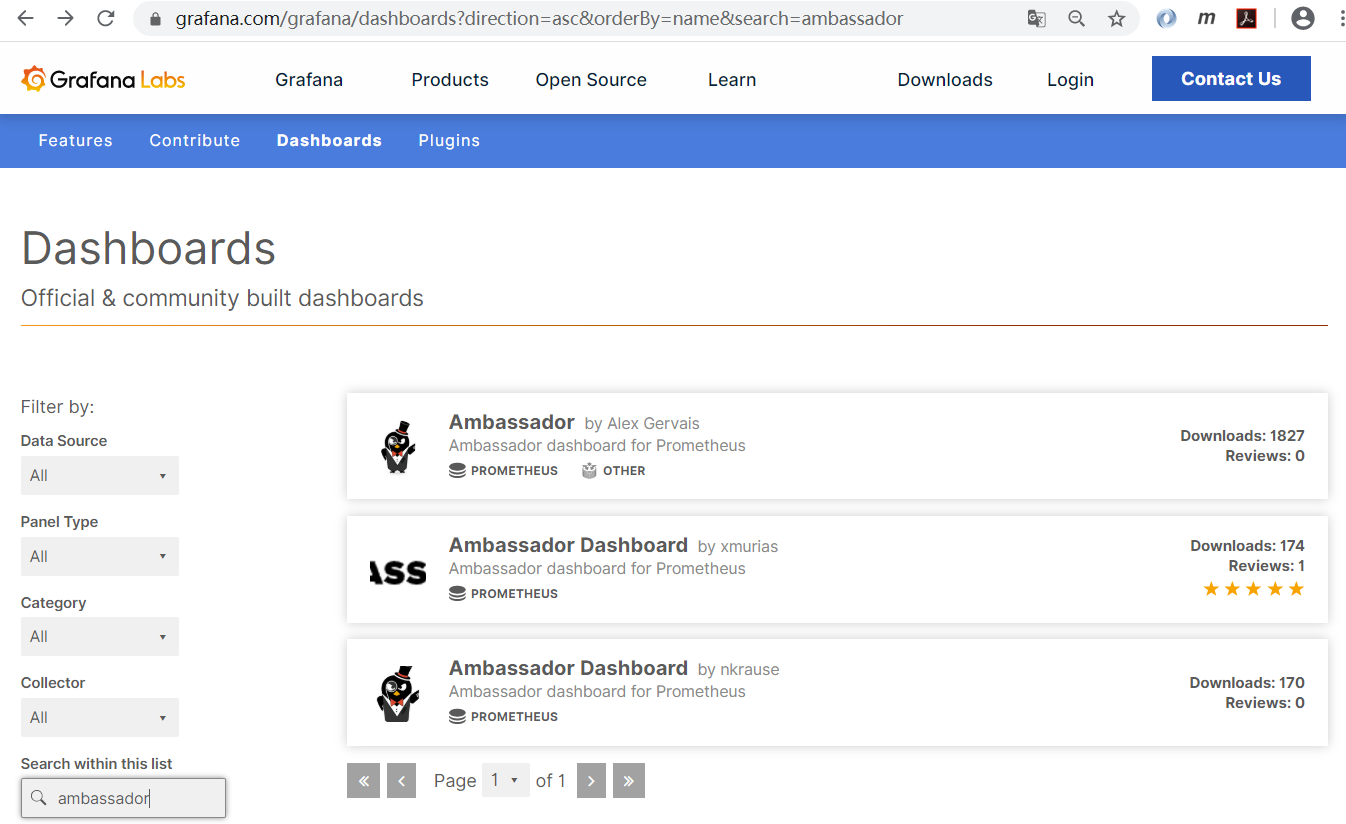 grafana.com/grafana/dashboards?direction=asc&orderBy=name&search=ambassador
Grafana Labs Grafana Products Open Source Learn Downloads Login Contact Us
Features Contribute Dashboards Plugins
Dashboards
Official & community built dashboards
Filter by:
Data Source
All
Panel Type
All
Category
All
Collector
All
Search within this list
ambassador
Ambassador by Alex Gervais
Ambassador dashboard for Prometheus
PROMETHEUS OTHER
Downloads: 1827
Reviews: 0
ASS
Ambassador Dashboard by xmurias
Ambassador dashboard for Prometheus
PROMETHEUS
Downloads: 174
Reviews: 1
Ambassador Dashboard by nkrause
Ambassador dashboard for Prometheus
PROMETHEUS
Downloads: 170
Reviews: 0
Page 1 of 1